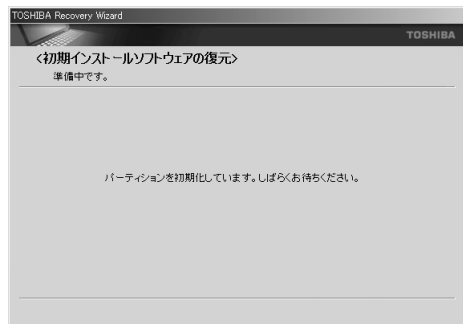 TOSHIBA Recovery Wizard
TOSHIBA
<初期インストールソフトウェアの復元>
準備中です。
パーティションを初期化しています。しばらくお待ちください。